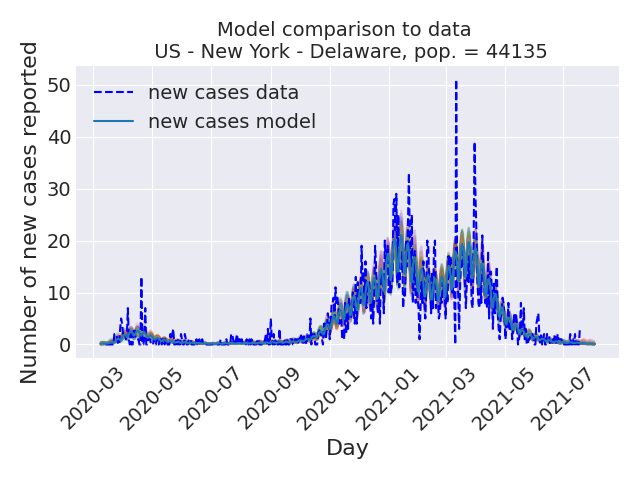 Model comparison to data
US - New York - Delaware, pop. = 44135
Number of new cases reported
50
40
30
20
10
0
new cases data
new cases model
2020-03
2020-05
2020-07
2020-09
2020-11
2021-01
2021-03
2021-05
2021-07
Day